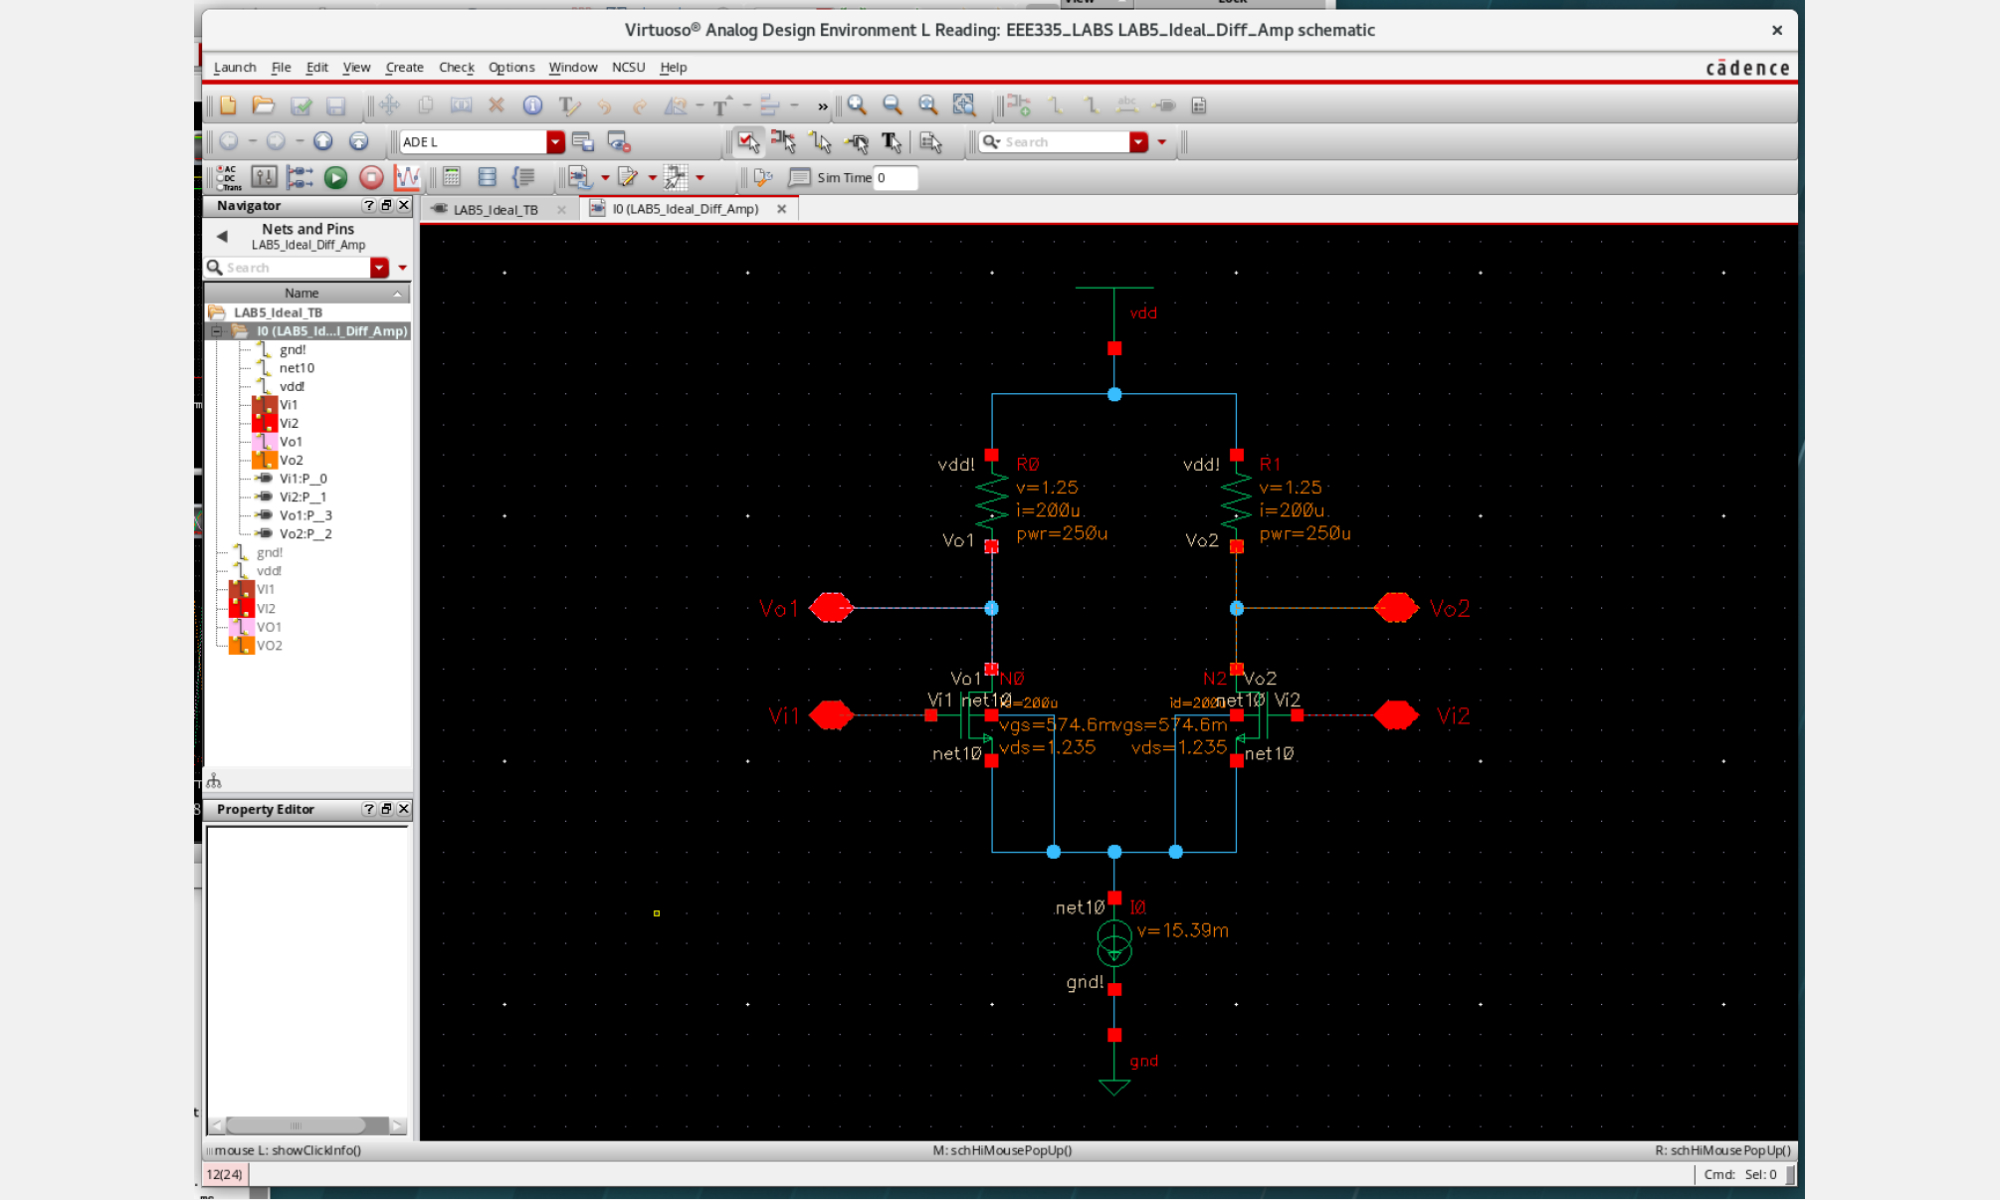 View
Lock
Virtuoso® Analog Design Environment L Reading: EEE335_LABS LAB5_Ideal_Diff_Amp schematic
Launch File Edit View Create Check Options Window NCSU Help
cādence
»
ADE L
Search
AC
DC
Trans
Sim Time 0
Navigator
LAB5_Ideal_TB
I0 (LAB5_Ideal_Diff_Amp)
Nets and Pins
LAB5_Ideal_Diff_Amp
Search
Name
LAB5_Ideal_TB
I0 (LAB5_Id...l_Diff_Amp)
gnd!
net10
vdd!
Vi1
Vi2
Vo1
Vo2
Vi1:P__0
Vi2:P__1
Vo1:P__3
Vo2:P__2
gnd!
vdd!
VI1
VI2
VO1
VO2
Property Editor
vdd
vdd! R0
v=1.25
i=200u
pwr=250u
Vo1
vdd! R1
v=1.25
i=200u
pwr=250u
Vo2
Vo1
Vo2
Vo1 N0
Vi1 net10 id=200u
vgs=574.6m
vds=1.235
net10
N2 Vo2
id=200u net10 Vi2
vgs=574.6m
vds=1.235
net10
Vi1
Vi2
net10 I0
v=15.39m
gnd!
gnd
mouse L: showClickInfo()
M: schHiMousePopUp()
R: schHiMousePopUp()
12(24)
Cmd: Sel: 0